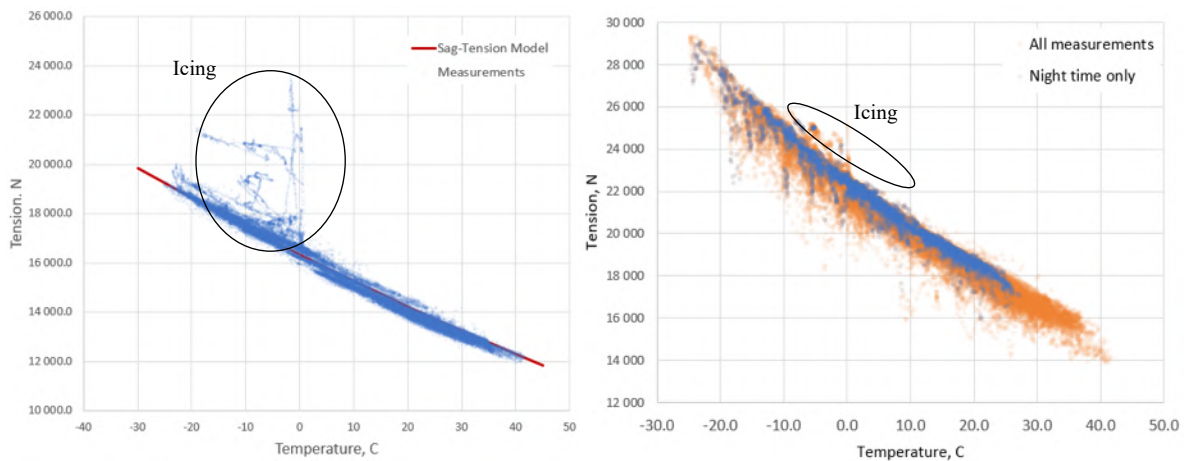 26 000.0
24 000.0
22 000.0
20 000.0
18 000.0
16 000.0
14 000.0
12 000.0
10 000.0
Tension. N
-40 -30 -20 -10 0 10 20 30 40 50
Temperature, C
Icing
Sag-Tension Model
Measurements
30 000
28 000
26 000
24 000
22 000
20 000
18 000
16 000
14 000
12 000
Tension, N
-30.0 -20.0 -10.0 0.0 10.0 20.0 30.0 40.0 50.0
Temperature, C
Icing
All measurements
Night time only